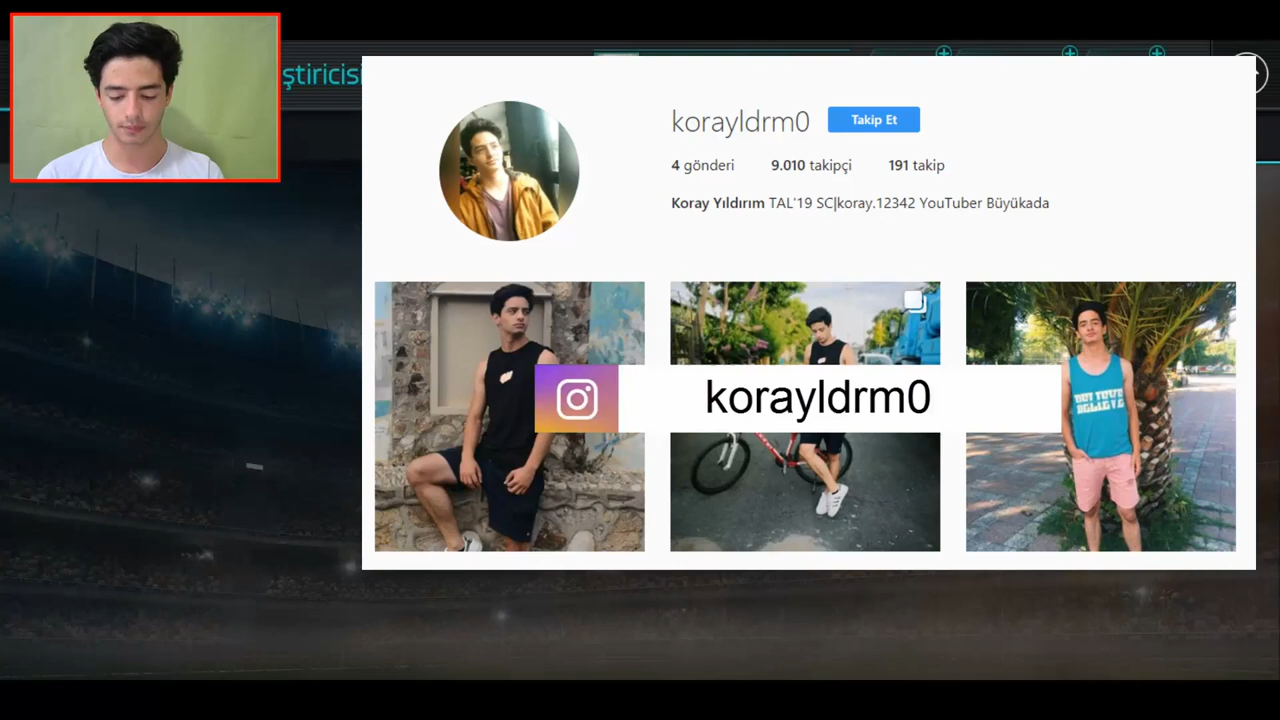 ştiricisi
korayldrm0
Takip Et
4 gönderi 9.010 takipçi 191 takip
Koray Yıldırım TAL'19 SC|koray.12342 YouTuber Büyükada
korayldrm0